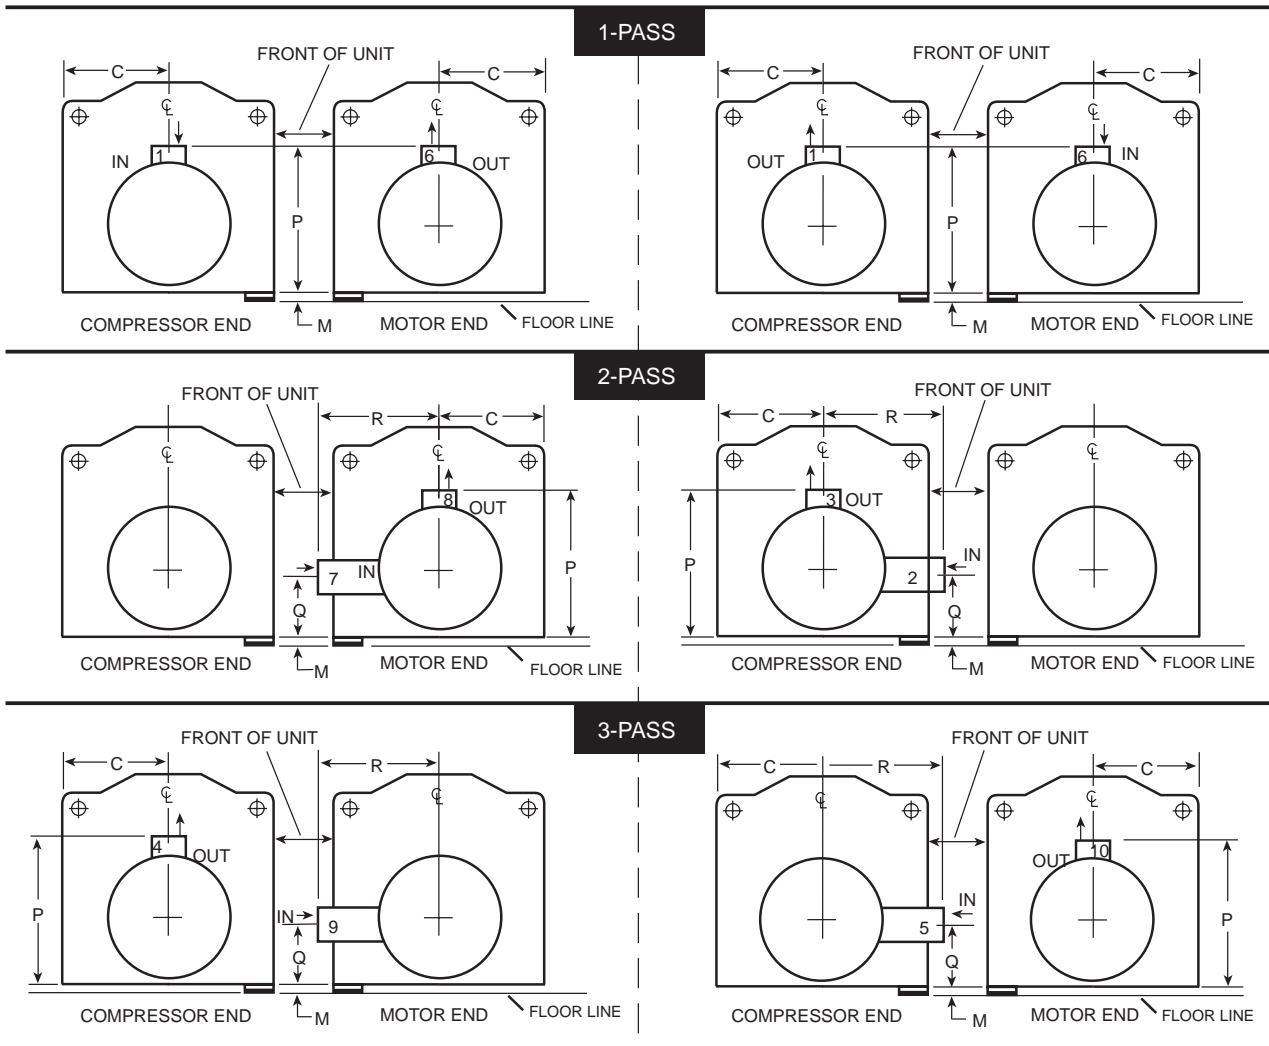 1-PASS
FRONT OF UNIT
C
C
℄
℄
IN
1
6
OUT
P
COMPRESSOR END
M
MOTOR END
FLOOR LINE
FRONT OF UNIT
C
C
℄
℄
OUT
1
6
IN
P
COMPRESSOR END
M
MOTOR END
FLOOR LINE
2-PASS
FRONT OF UNIT
R
C
℄
℄
8
OUT
7
IN
P
Q
COMPRESSOR END
M
MOTOR END
FLOOR LINE
FRONT OF UNIT
C
R
℄
℄
3
OUT
P
2
IN
Q
COMPRESSOR END
M
MOTOR END
FLOOR LINE
3-PASS
FRONT OF UNIT
C
R
℄
℄
4
OUT
P
IN
9
Q
COMPRESSOR END
M
MOTOR END
FLOOR LINE
FRONT OF UNIT
C
R
C
℄
℄
OUT
10
IN
5
P
Q
COMPRESSOR END
M
MOTOR END
FLOOR LINE